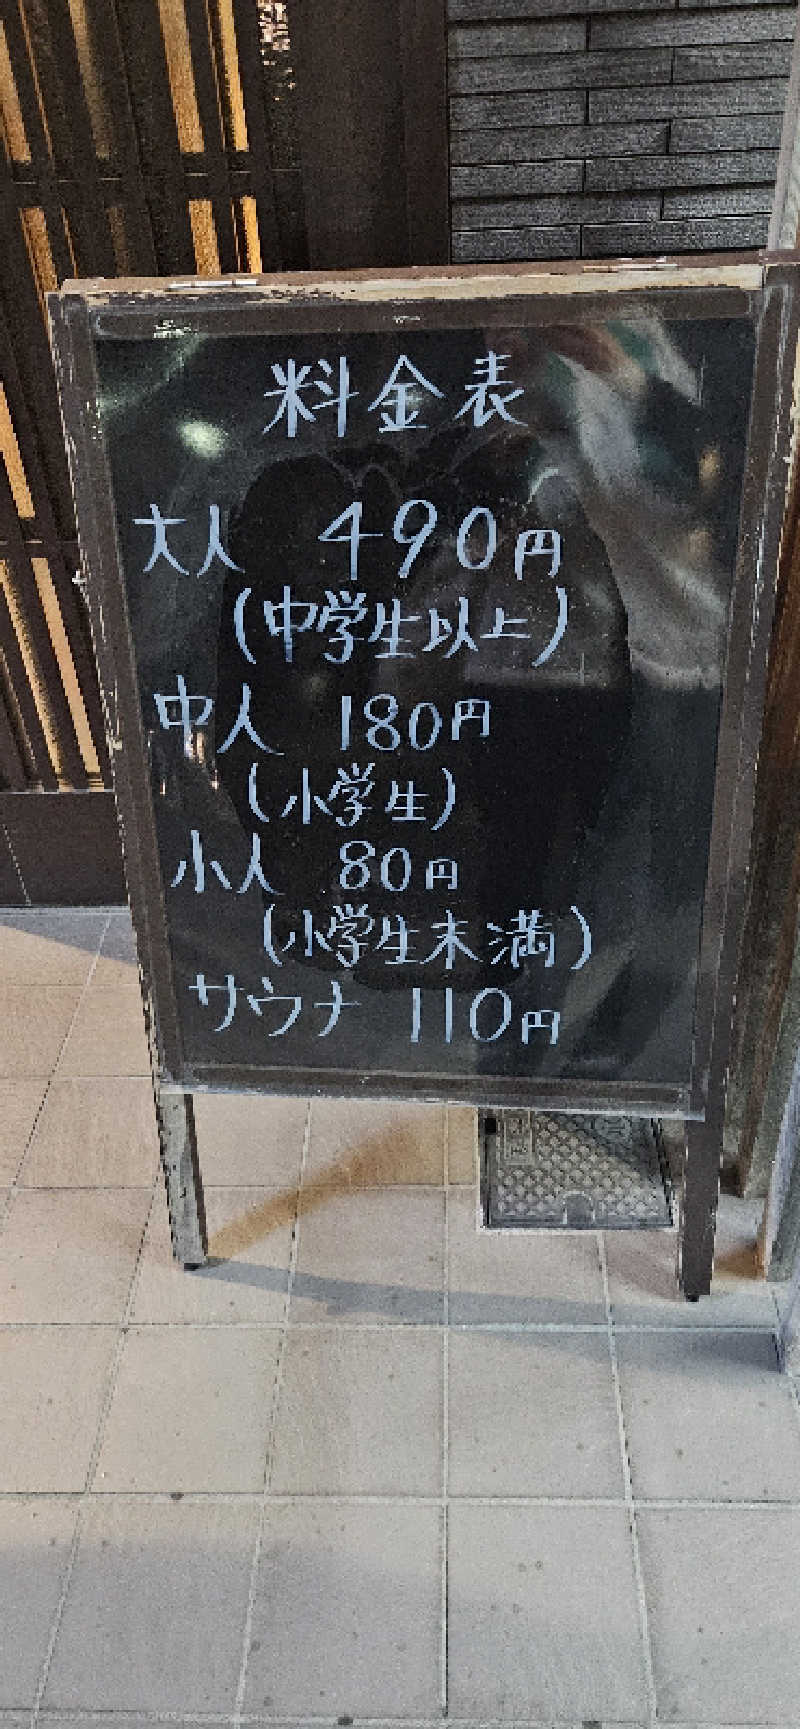 料金表
大人 490円
(中学生以上)
中人 180円
(小学生)
小人 80円
(小学生未満)
サウナ 110円